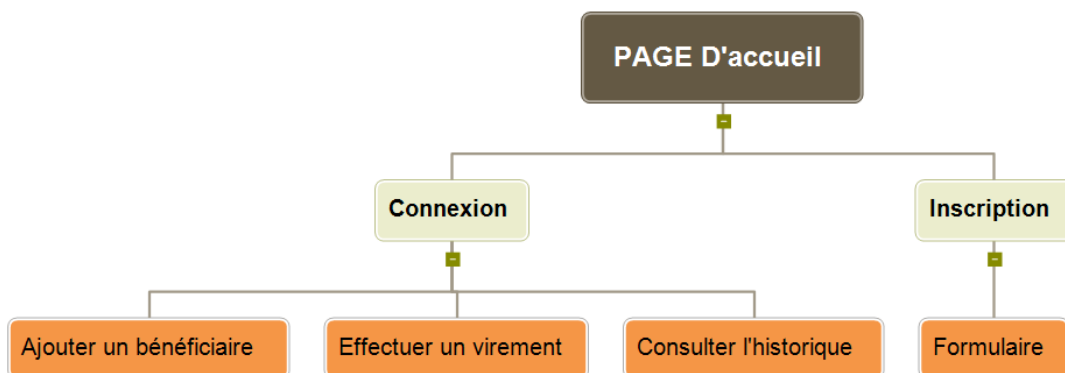 PAGE D'accueil
Connexion
Inscription
Ajouter un bénéficiaire
Effectuer un virement
Consulter l'historique
Formulaire